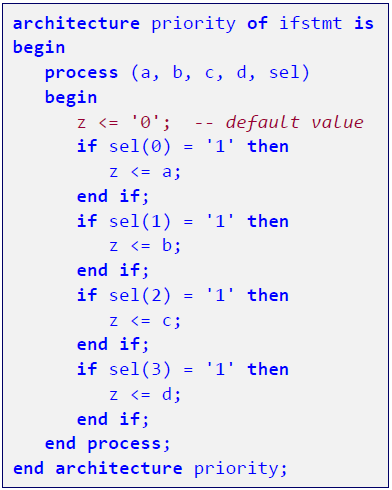 architecture priority of ifstmt is
begin
process (a, b, c, d, sel)
begin
z <= '0'; -- default value
if sel(0) = '1' then
z <= a;
end if;
if sel(1) = '1' then
z <= b;
end if;
if sel(2) = '1' then
z <= c;
end if;
if sel(3) = '1' then
z <= d;
end if;
end process;
end architecture priority;